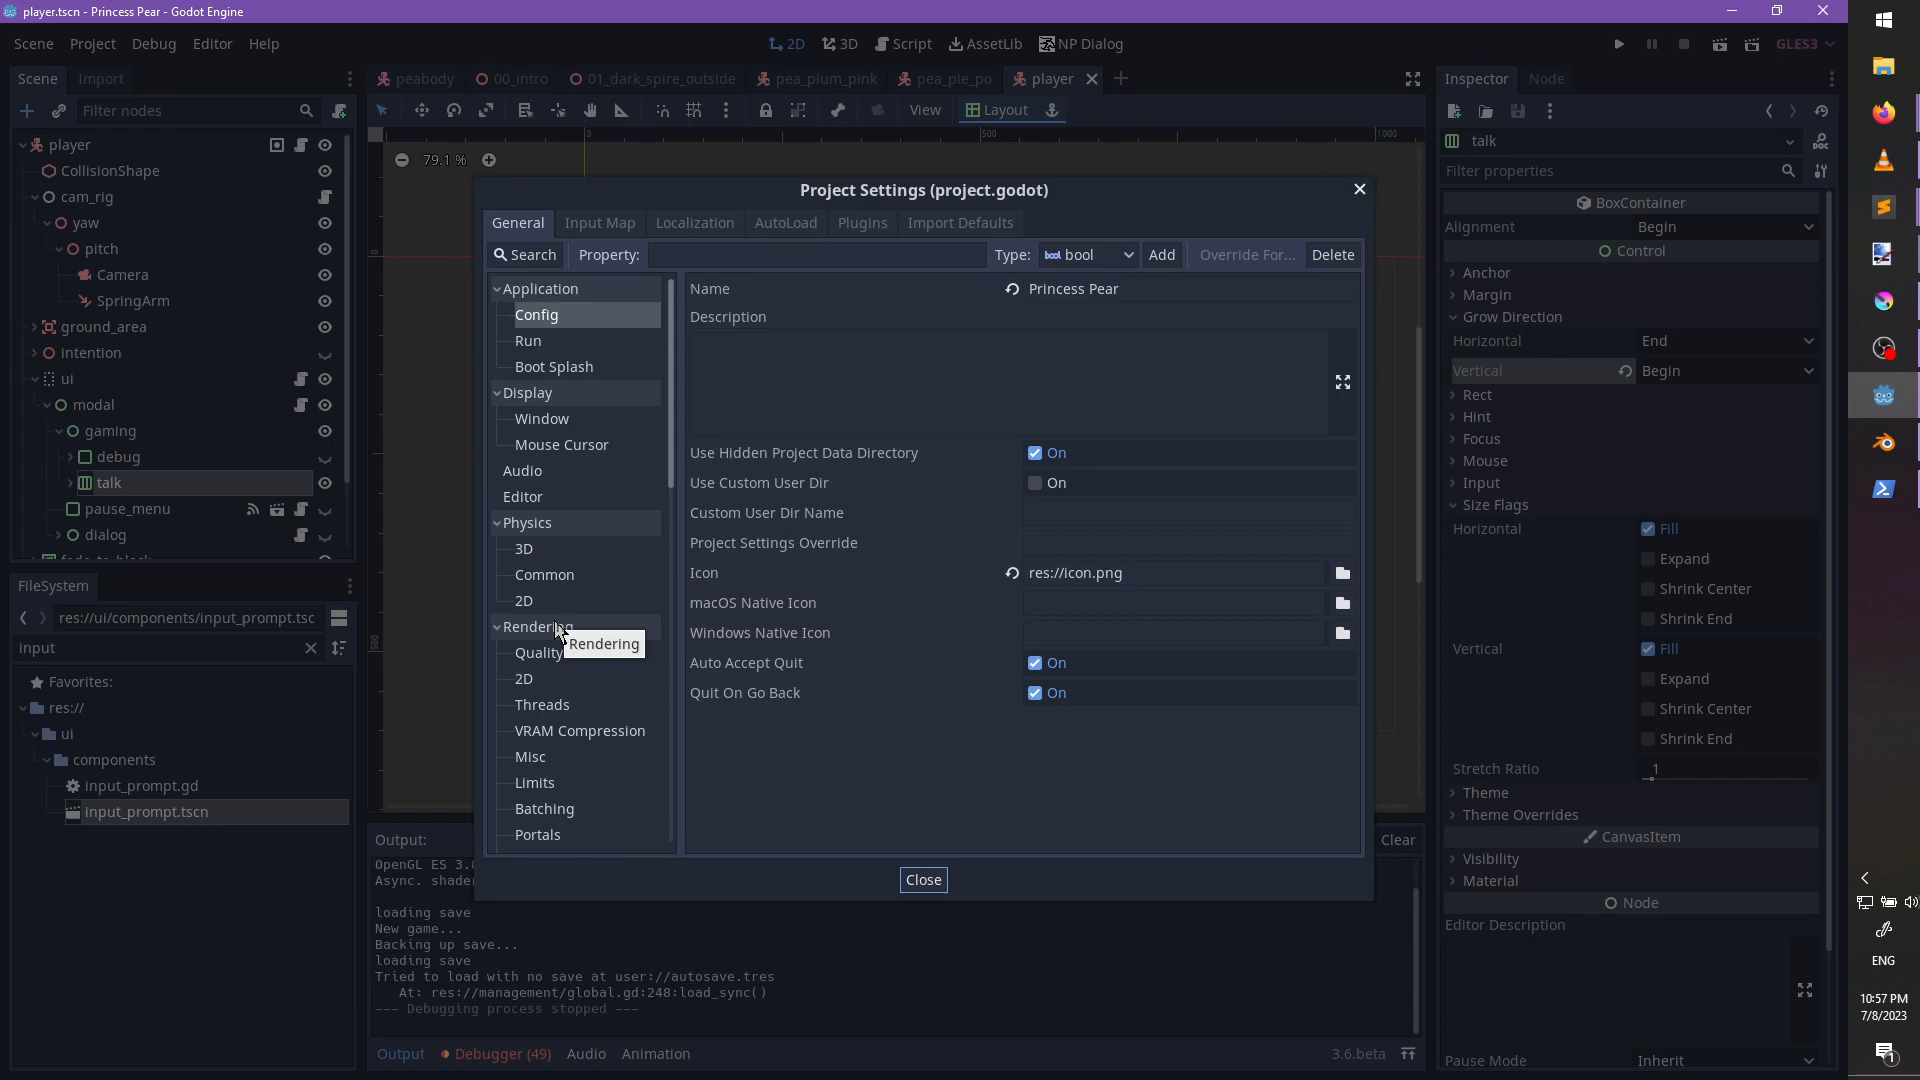 player.tscn - Princess Pear - Godot Engine
Scene Project Debug Editor Help
2D 3D Script AssetLib NP Dialog
GLES3
Scene Import
peabody 00_intro 01_dark_spire_outside pea_plum_pink pea_pie_po player
Inspector Node
Filter nodes
View Layout
0 500 1000
79.1 %
player
CollisionShape
cam_rig
yaw
pitch
Camera
SpringArm
ground_area
intention
ui
modal
gaming
debug
talk
pause_menu
dialog
FileSystem
res://ui/components/input_prompt.tsc
input
Favorites:
res://
ui
components
input_prompt.gd
input_prompt.tscn
0
500
Project Settings (project.godot)
General Input Map Localization AutoLoad Plugins Import Defaults
Search Property: Type: bool Add Override For... Delete
Application
Config
Run
Boot Splash
Display
Window
Mouse Cursor
Audio
Editor
Physics
3D
Common
2D
Rendering
Rendering
Quality
2D
Threads
VRAM Compression
Misc
Limits
Batching
Portals
Name Princess Pear
Description
Use Hidden Project Data Directory On
Use Custom User Dir On
Custom User Dir Name
Project Settings Override
Icon res://icon.png
macOS Native Icon
Windows Native Icon
Auto Accept Quit On
Quit On Go Back On
Close
Output: Clear
OpenGL ES 3.
Async. shade
loading save
New game...
Backing up save...
loading save
Tried to load with no save at user://autosave.tres
At: res://management/global.gd:248:load_sync()
--- Debugging process stopped ---
Output Debugger (49) Audio Animation 3.6.beta
talk
Filter properties
BoxContainer
Alignment Begin
Control
Anchor
Margin
Grow Direction
Horizontal End
Vertical Begin
Rect
Hint
Focus
Mouse
Input
Size Flags
Horizontal Fill
Expand
Shrink Center
Shrink End
Vertical Fill
Expand
Shrink Center
Shrink End
Stretch Ratio 1
Theme
Theme Overrides
CanvasItem
Visibility
Material
Node
Editor Description
Pause Mode Inherit
ENG
10:57 PM
7/8/2023
1